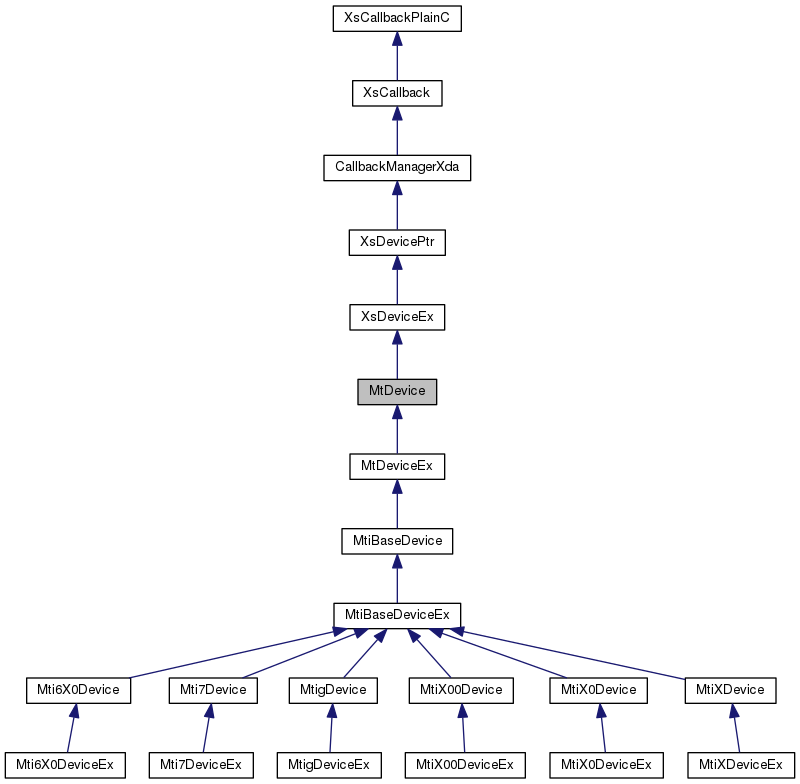 XsCallbackPlainC
XsCallback
CallbackManagerXda
XsDevicePtr
XsDeviceEx
MtDevice
MtDeviceEx
MtiBaseDevice
MtiBaseDeviceEx
Mti6X0Device
Mti7Device
MtigDevice
MtiX00Device
MtiX0Device
MtiXDevice
Mti6X0DeviceEx
Mti7DeviceEx
MtigDeviceEx
MtiX00DeviceEx
MtiX0DeviceEx
MtiXDeviceEx